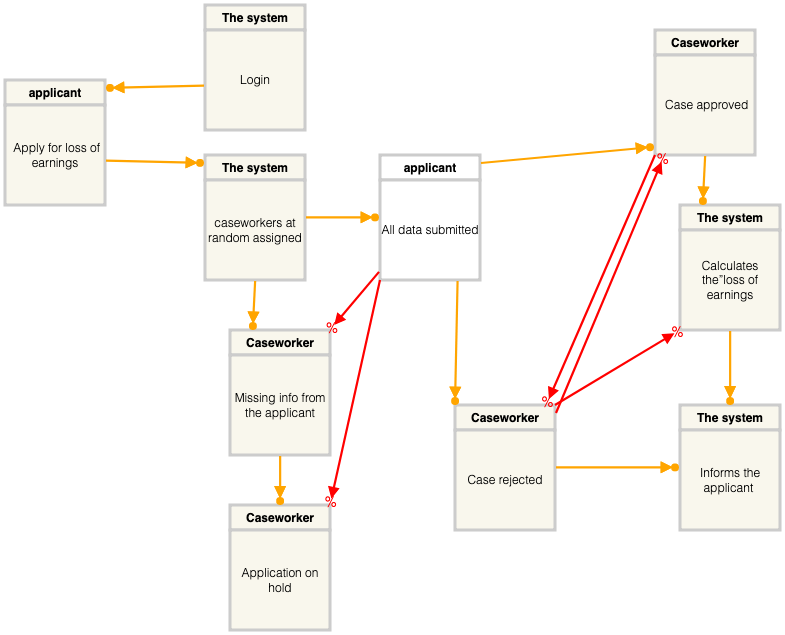 The system
Login
applicant
Apply for loss of
earnings
The system
caseworkers at
random assigned
applicant
All data submitted
Caseworker
Case approved
%
The system
Calculates
the"loss of
earnings
%
Caseworker
Missing info from
the applicant
%
Caseworker
Application on
hold
%
%
Caseworker
Case rejected
The system
Informs the
applicant